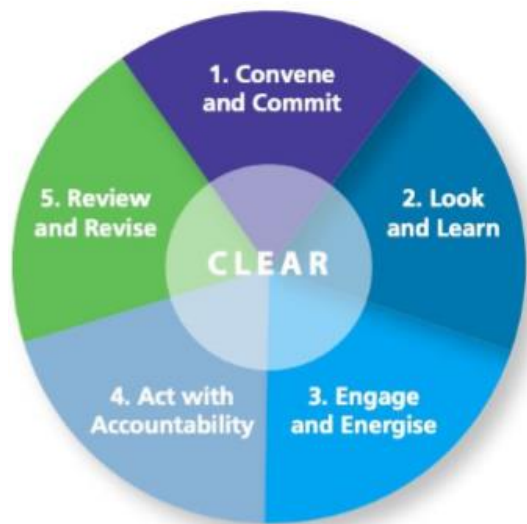 1. Convene
and Commit
2. Look
and Learn
3. Engage
and Energise
4. Act with
Accountability
5. Review
and Revise
CLEAR